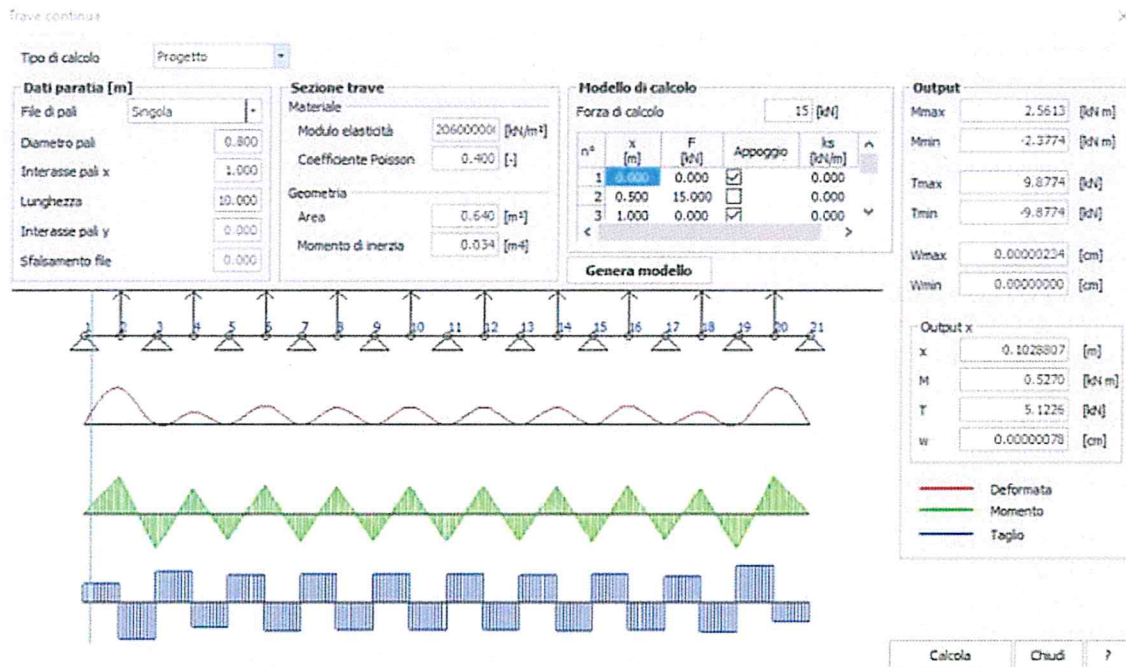 Trave continua
Tipo di calcolo Progetto
Dati paratia [m]
File di pali Singola
Diametro pali 0.800
Interasse pali x 1.000
Lunghezza 10.000
Interasse pali y 0.000
Sfalsamento file 0.000
Sezione trave
Materiale
Modulo elasticità [kN/m²]
Coefficiente Poisson 0.400 [-]
Geometria
Area 0.640 [m²]
Momento di inerzia 0.034 [m4]
Modello di calcolo
Forza di calcolo 15 [kN]
n° x [m] F [kN] Appoggio ks [kN/m]
1 0.000 0.000 0.000
2 0.500 15.000 0.000
3 1.000 0.000 0.000
Genera modello
Output
Mmax 2.5613 [kN m]
Mmin -2.3774 [kN m]
Tmax 9.8774 [kN]
Tmin -9.8774 [kN]
Wmax 0.00000234 [cm]
Wmin 0.00000000 [cm]
Output x
x 0.1028807 [m]
M 0.5270 [kN m]
T 5.1226 [kN]
w 0.00000078 [cm]
Deformata
Momento
Taglio
1 2 3 4 5 6 7 8 9 10 11 12 13 14 15 16 17 18 19 20 21
Calcola Chiudi ?